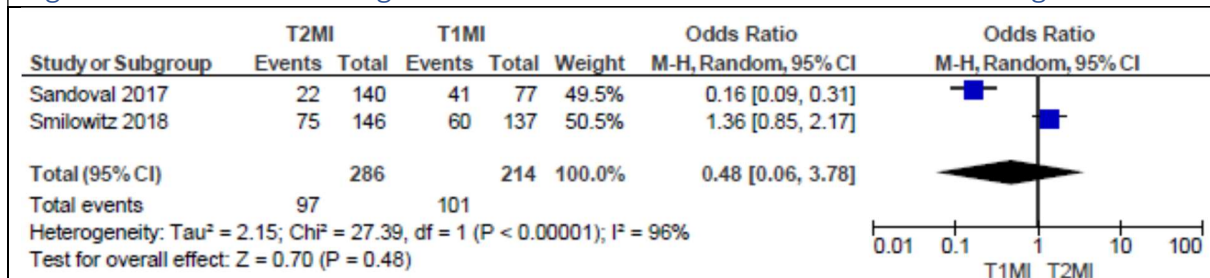 T2MI T1MI Odds Ratio Odds Ratio
Study or Subgroup Events Total Events Total Weight M-H, Random, 95% CI M-H, Random, 95% CI
Sandoval 2017 22 140 41 77 49.5% 0.16 [0.09, 0.31]
Smilowitz 2018 75 146 60 137 50.5% 1.36 [0.85, 2.17]
Total (95% CI) 286 214 100.0% 0.48 [0.06, 3.78]
Total events 97 101
Heterogeneity: Tau² = 2.15; Chi² = 27.39, df = 1 (P < 0.00001); I² = 96%
Test for overall effect: Z = 0.70 (P = 0.48)
0.01 0.1 1 10 100
T1MI T2MI